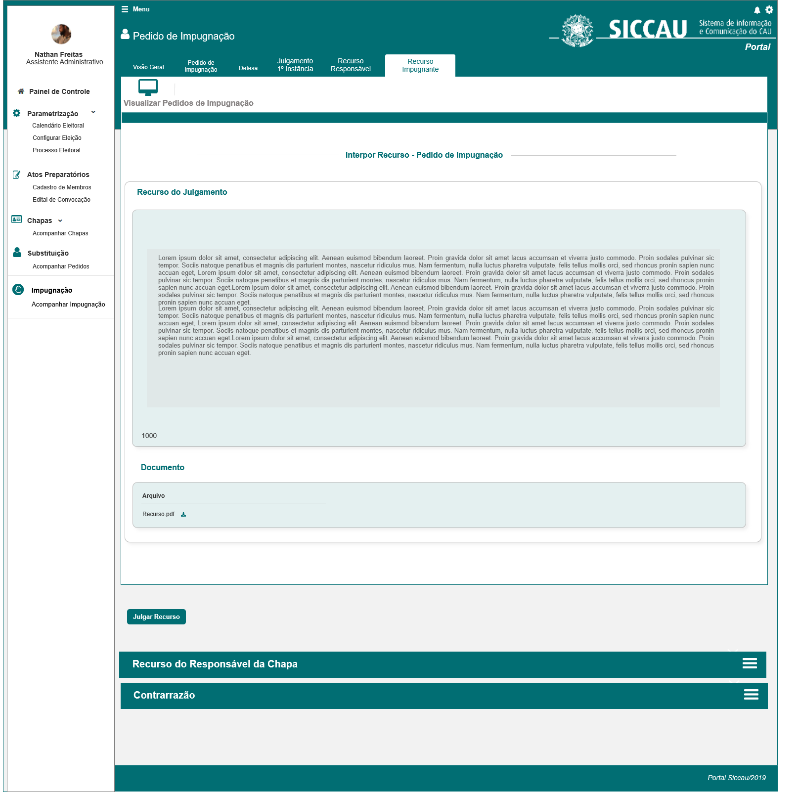 Menu
Pedido de Impugnação
SICCAU
Sistema de informação
e Comunicação do CAU
Portal
Nathan Freitas
Assistente Administrativo
Painel de Controle
Parametrização
Calendário Eleitoral
Configurar Eleição
Processo Eleitoral
Atos Preparatórios
Cadastro de Membros
Edital de Convocação
Chapas
Acompanhar Chapas
Substituição
Acompanhar Pedidos
Impugnação
Acompanhar Impugnação
Visão Geral
Pedido de
Impugnação
Defesa
Julgamento
1ª Instância
Recurso
Responsável
Recurso
Impugnante
Visualizar Pedidos de Impugnação
Interpor Recurso - Pedido de Impugnação
Recurso do Julgamento
Lorem ipsum dolor sit amet, consectetur adipiscing elit. Aenean euismod bibendum laoreet. Proin gravida dolor sit amet lacus accumsan et viverra justo commodo. Proin sodales pulvinar sic
tempor. Sociis natoque penatibus et magnis dis parturient montes, nascetur ridiculus mus. Nam fermentum, nulla luctus pharetra vulputate, felis tellus mollis orci, sed rhoncus pronin sapien nunc
accuan eget, Lorem ipsum dolor sit amet, consectetur adipiscing elit. Aenean euismod bibendum laoreet. Proin gravida dolor sit amet lacus accumsan et viverra justo commodo. Proin sodales
pulvinar sic tempor. Sociis natoque penatibus et magnis dis parturient montes, nascetur ridiculus mus. Nam fermentum, nulla luctus pharetra vulputate, felis tellus mollis orci, sed rhoncus pronin
sapien nunc accuan eget.Lorem ipsum dolor sit amet, consectetur adipiscing elit. Aenean euismod bibendum laoreet. Proin gravida dolor sit amet lacus accumsan et viverra justo commodo. Proin
sodales pulvinar sic tempor. Sociis natoque penatibus et magnis dis parturient montes, nascetur ridiculus mus. Nam fermentum, nulla luctus pharetra vulputate, felis tellus mollis orci, sed rhoncus
pronin sapien nunc accuan eget.
Lorem ipsum dolor sit amet, consectetur adipiscing elit. Aenean euismod bibendum laoreet. Proin gravida dolor sit amet lacus accumsan et viverra justo commodo. Proin sodales pulvinar sic
tempor. Sociis natoque penatibus et magnis dis parturient montes, nascetur ridiculus mus. Nam fermentum, nulla luctus pharetra vulputate, felis tellus mollis orci, sed rhoncus pronin sapien nunc
accuan eget, Lorem ipsum dolor sit amet, consectetur adipiscing elit. Aenean euismod bibendum laoreet. Proin gravida dolor sit amet lacus accumsan et viverra justo commodo. Proin sodales
pulvinar sic tempor. Sociis natoque penatibus et magnis dis parturient montes, nascetur ridiculus mus. Nam fermentum, nulla luctus pharetra vulputate, felis tellus mollis orci, sed rhoncus pronin
sapien nunc accuan eget.Lorem ipsum dolor sit amet, consectetur adipiscing elit. Aenean euismod bibendum laoreet. Proin gravida dolor sit amet lacus accumsan et viverra justo commodo. Proin
sodales pulvinar sic tempor. Sociis natoque penatibus et magnis dis parturient montes, nascetur ridiculus mus. Nam fermentum, nulla luctus pharetra vulputate, felis tellus mollis orci, sed rhoncus
pronin sapien nunc accuan eget.
1000
Documento
Arquivo
Recurso.pdf
Julgar Recurso
Recurso do Responsável da Chapa
Contrarrazão
Portal Siccau/2019